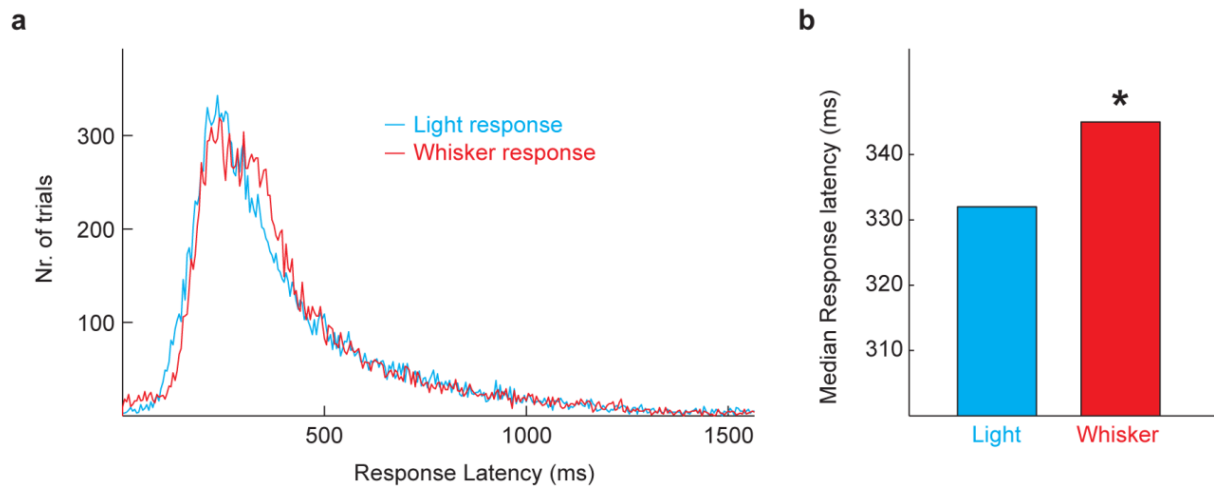 a
Nr. of trials
300
200
100
Light response
Whisker response
500
1000
1500
Response Latency (ms)
b
Median Response latency (ms)
340
330
320
310
*
Light
Whisker